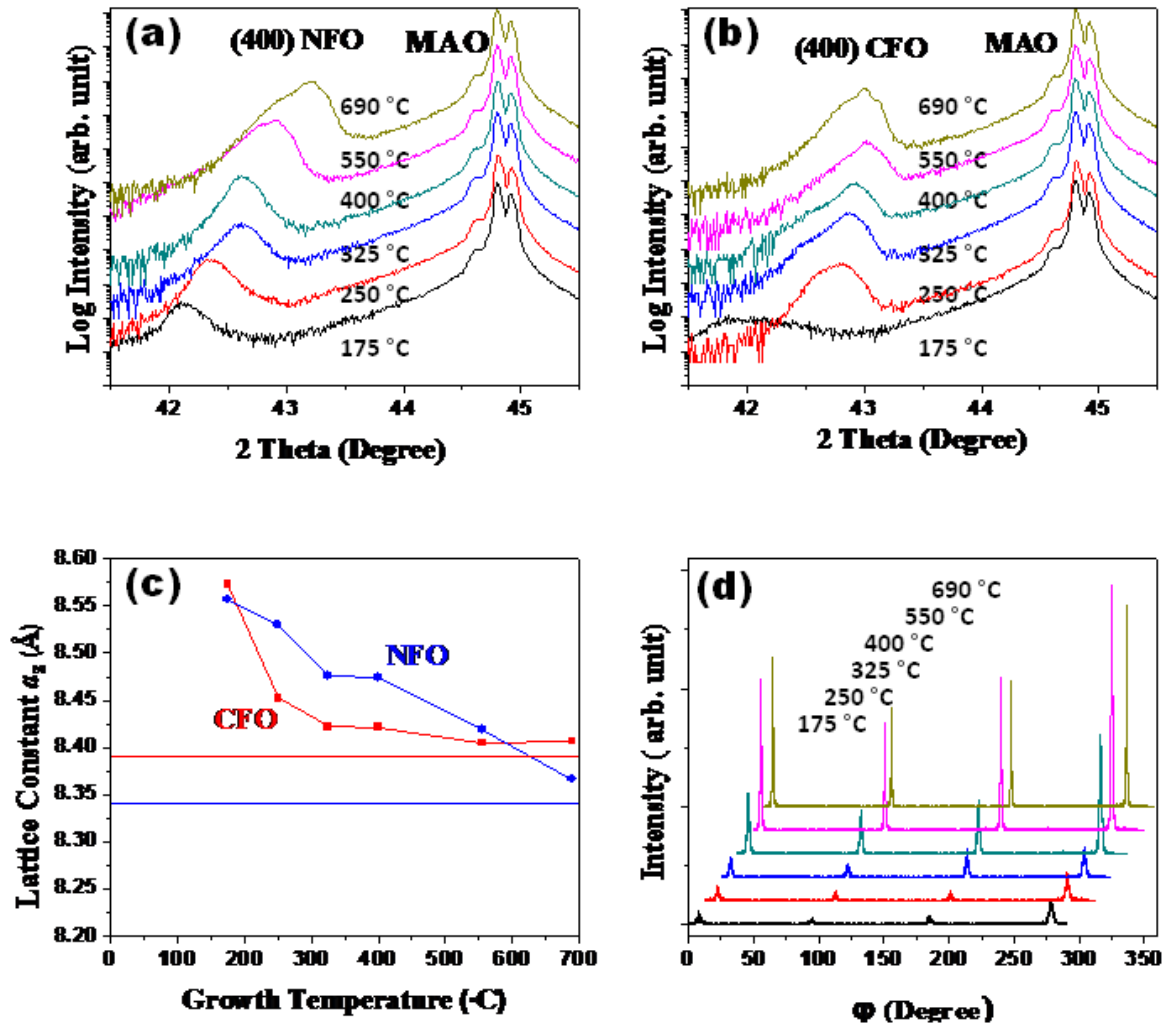 (a) (400) NFO MAO
690 °C
550 °C
400 °C
325 °C
250 °C
175 °C
Log Intensity (arb. unit)
42 43 44 45
2 Theta (Degree)
(b) (400) CFO MAO
690 °C
550 °C
400 °C
325 °C
250 °C
175 °C
Log Intensity (arb. unit)
42 43 44 45
2 Theta (Degree)
(c)
8.60
8.55
8.50
8.45
8.40
8.35
8.30
8.25
8.20
NFO
CFO
Lattice Constant a (Å)
0 100 200 300 400 500 600 700
Growth Temperature (·C)
(d)
690 °C
550 °C
400 °C
325 °C
250 °C
175 °C
Intensity ( arb. unit)
0 50 100 150 200 250 300 350
φ (Degree)